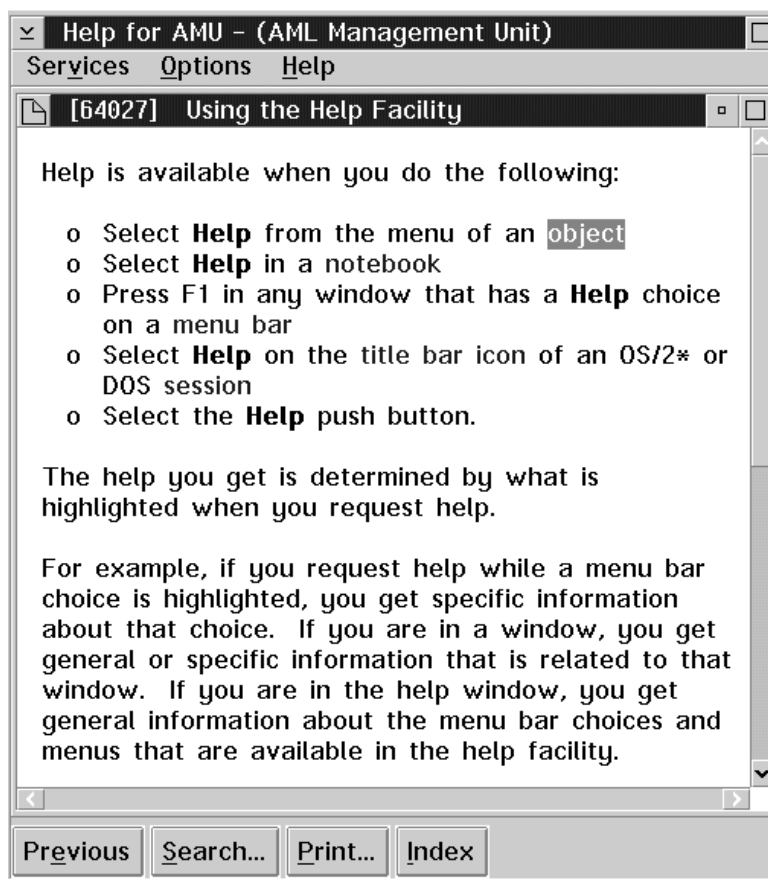 Help for AMU – (AML Management Unit)
Services Options Help
[64027] Using the Help Facility
Help is available when you do the following:
o Select Help from the menu of an object
o Select Help in a notebook
o Press F1 in any window that has a Help choice
on a menu bar
o Select Help on the title bar icon of an OS/2* or
DOS session
o Select the Help push button.
The help you get is determined by what is
highlighted when you request help.
For example, if you request help while a menu bar
choice is highlighted, you get specific information
about that choice. If you are in a window, you get
general or specific information that is related to that
window. If you are in the help window, you get
general information about the menu bar choices and
menus that are available in the help facility.
Previous Search... Print... Index